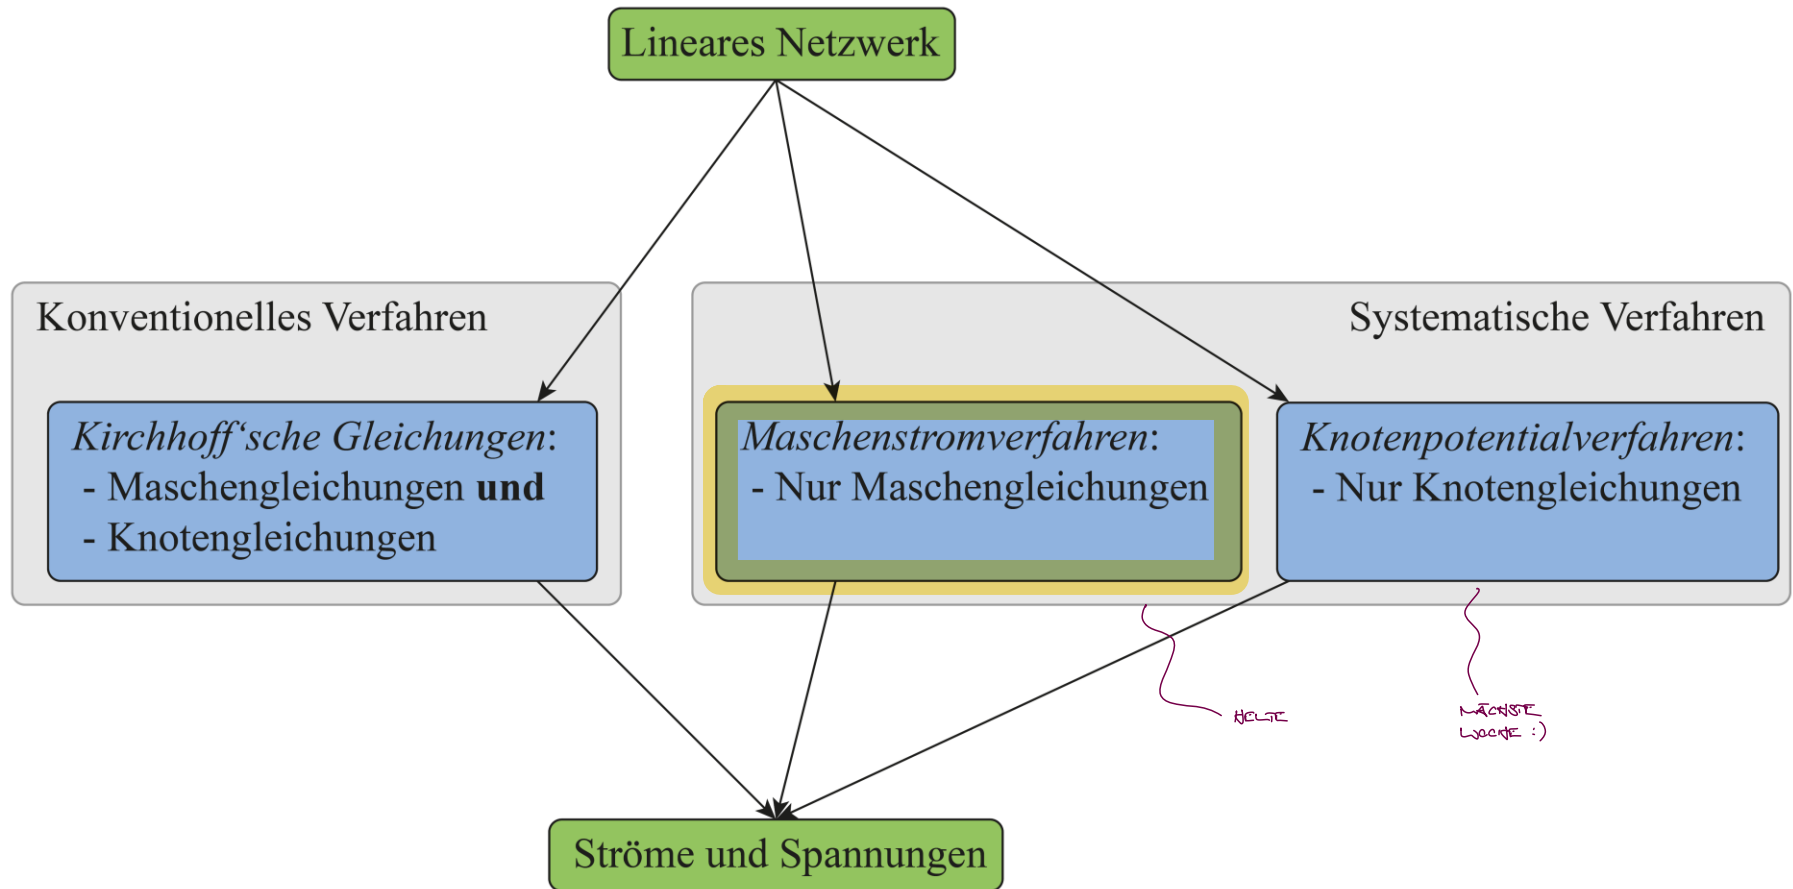 Lineares Netzwerk
Konventionelles Verfahren
Kirchhoff‘sche Gleichungen:
- Maschengleichungen und
- Knotengleichungen
Systematische Verfahren
Maschenstromverfahren:
- Nur Maschengleichungen
Knotenpotentialverfahren:
- Nur Knotengleichungen
HEUTE
NÄCHSTE
WOCHE :)
Ströme und Spannungen